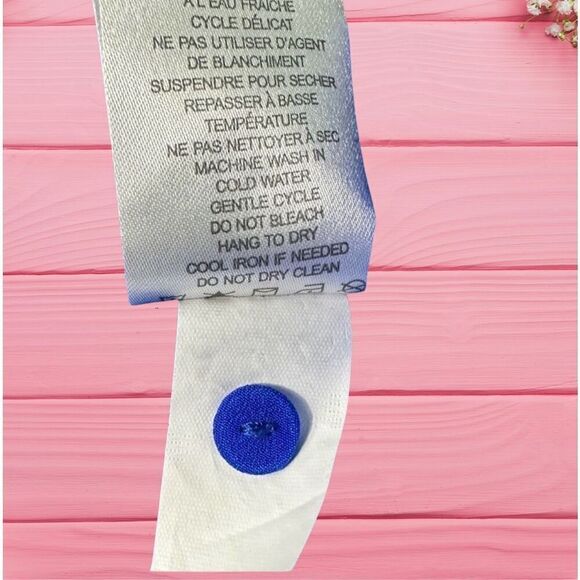 À L'EAU FRAICHE
CYCLE DÉLICAT
NE PAS UTILISER D'AGENT
DE BLANCHIMENT
SUSPENDRE POUR SECHER
REPASSER À BASSE
TEMPÉRATURE
NE PAS NETTOYER À SEC
MACHINE WASH IN
COLD WATER
GENTLE CYCLE
DO NOT BLEACH
HANG TO DRY
COOL IRON IF NEEDED
DO NOT DRY CLEAN